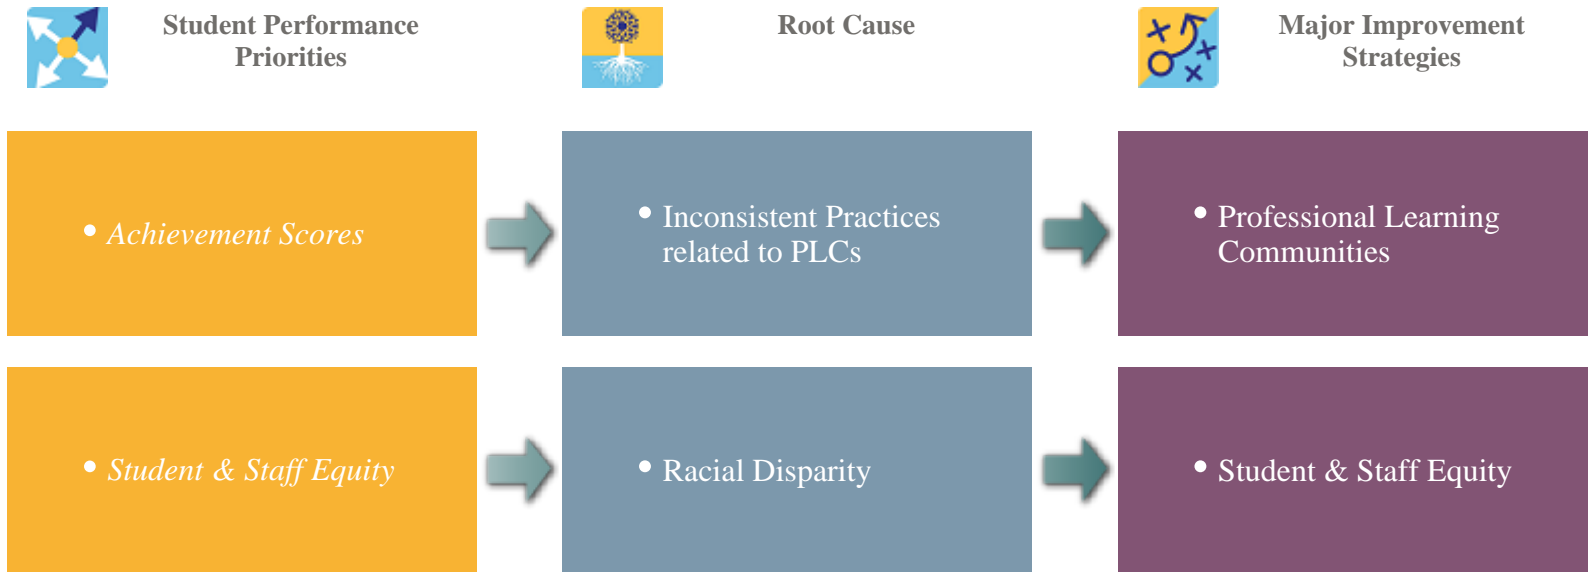 Student Performance
Priorities
Root Cause
Major Improvement
Strategies
• Achievement Scores
• Inconsistent Practices
related to PLCs
• Professional Learning
Communities
• Student & Staff Equity
• Racial Disparity
• Student & Staff Equity